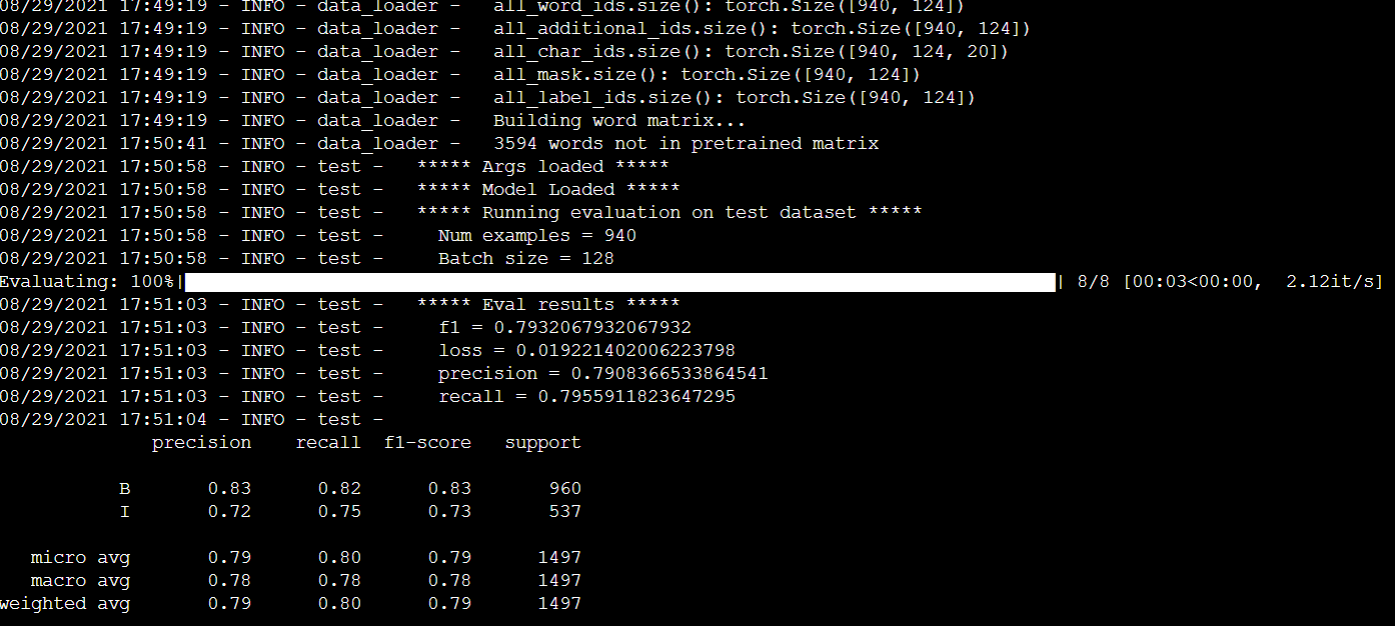 08/29/2021 17:49:19 - INFO - data_loader -   all_word_ids.size(): torch.Size([940, 124])
08/29/2021 17:49:19 - INFO - data_loader -   all_additional_ids.size(): torch.Size([940, 124])
08/29/2021 17:49:19 - INFO - data_loader -   all_char_ids.size(): torch.Size([940, 124, 20])
08/29/2021 17:49:19 - INFO - data_loader -   all_mask.size(): torch.Size([940, 124])
08/29/2021 17:49:19 - INFO - data_loader -   all_label_ids.size(): torch.Size([940, 124])
08/29/2021 17:49:19 - INFO - data_loader -   Building word matrix...
08/29/2021 17:50:41 - INFO - data_loader -   3594 words not in pretrained matrix
08/29/2021 17:50:58 - INFO - test -   ***** Args loaded *****
08/29/2021 17:50:58 - INFO - test -   ***** Model Loaded *****
08/29/2021 17:50:58 - INFO - test -   ***** Running evaluation on test dataset *****
08/29/2021 17:50:58 - INFO - test -     Num examples = 940
08/29/2021 17:50:58 - INFO - test -     Batch size = 128
Evaluating: 100%| | 8/8 [00:03<00:00,  2.12it/s]
08/29/2021 17:51:03 - INFO - test -   ***** Eval results *****
08/29/2021 17:51:03 - INFO - test -     f1 = 0.7932067932067932
08/29/2021 17:51:03 - INFO - test -     loss = 0.019221402006223798
08/29/2021 17:51:03 - INFO - test -     precision = 0.7908366533864541
08/29/2021 17:51:03 - INFO - test -     recall = 0.7955911823647295
08/29/2021 17:51:04 - INFO - test -
precision    recall  f1-score   support
B       0.83      0.82      0.83       960
I       0.72      0.75      0.73       537
micro avg       0.79      0.80      0.79      1497
macro avg       0.78      0.78      0.78      1497
weighted avg       0.79      0.80      0.79      1497